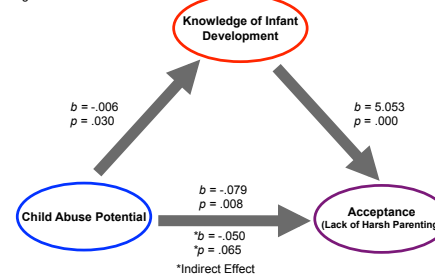 Knowledge of Infant
Development
b = -.006
p = .030
b = 5.053
p = .000
b = -.079
p = .008
Child Abuse Potential
Acceptance
(Lack of Harsh Parenting)
*b = -.050
*p = .065
*Indirect Effect